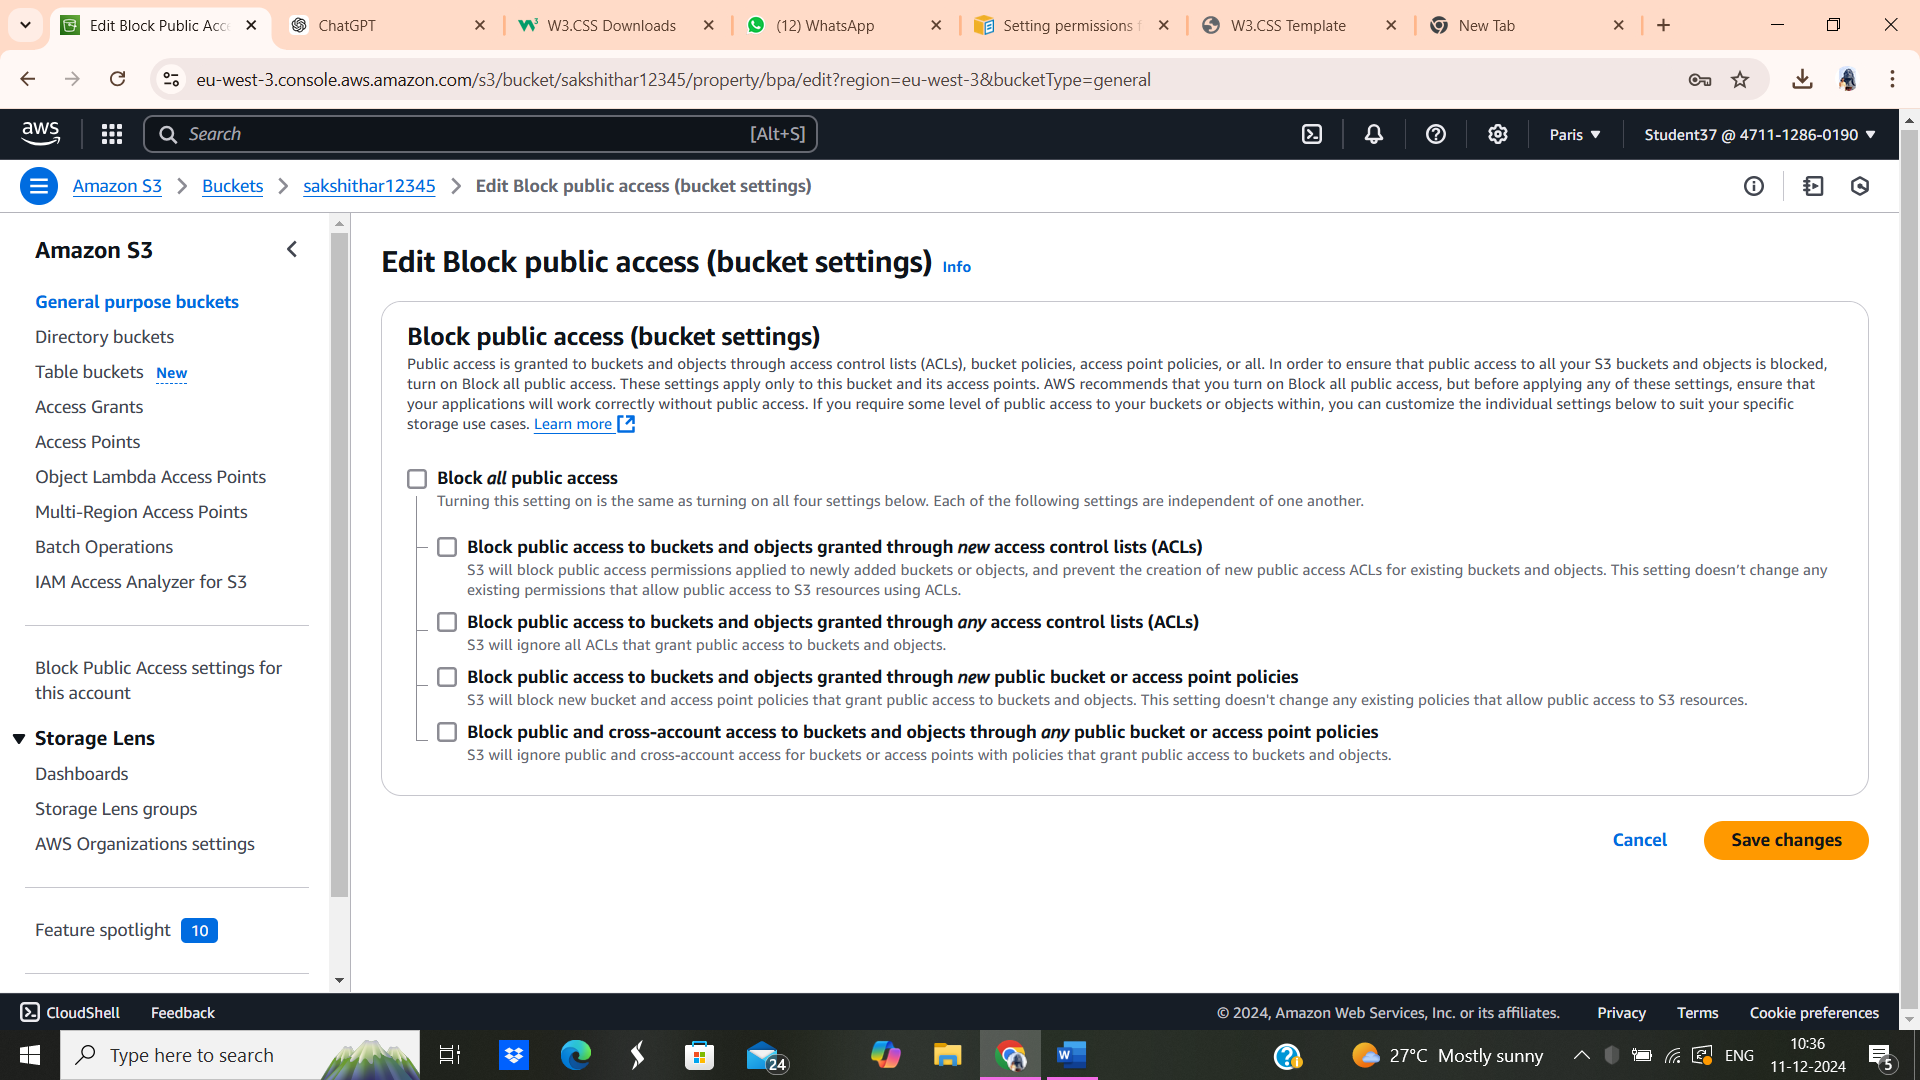 Edit Block Public Acce
ChatGPT
W3.CSS Downloads
(12) WhatsApp
Setting permissions f
W3.CSS Template
New Tab
eu-west-3.console.aws.amazon.com/s3/bucket/sakshithar12345/property/bpa/edit?region=eu-west-3&bucketType=general
aws
Search
[Alt+S]
Paris
Student37 @ 4711-1286-0190
Amazon S3
Buckets
sakshithar12345
Edit Block public access (bucket settings)
Amazon S3
General purpose buckets
Directory buckets
Table buckets New
Access Grants
Access Points
Object Lambda Access Points
Multi-Region Access Points
Batch Operations
IAM Access Analyzer for S3
Block Public Access settings for
this account
Storage Lens
Dashboards
Storage Lens groups
AWS Organizations settings
Feature spotlight 10
Edit Block public access (bucket settings) Info
Block public access (bucket settings)
Public access is granted to buckets and objects through access control lists (ACLs), bucket policies, access point policies, or all. In order to ensure that public access to all your S3 buckets and objects is blocked,
turn on Block all public access. These settings apply only to this bucket and its access points. AWS recommends that you turn on Block all public access, but before applying any of these settings, ensure that
your applications will work correctly without public access. If you require some level of public access to your buckets or objects within, you can customize the individual settings below to suit your specific
storage use cases. Learn more
Block all public access
Turning this setting on is the same as turning on all four settings below. Each of the following settings are independent of one another.
Block public access to buckets and objects granted through new access control lists (ACLs)
S3 will block public access permissions applied to newly added buckets or objects, and prevent the creation of new public access ACLs for existing buckets and objects. This setting doesn’t change any
existing permissions that allow public access to S3 resources using ACLs.
Block public access to buckets and objects granted through any access control lists (ACLs)
S3 will ignore all ACLs that grant public access to buckets and objects.
Block public access to buckets and objects granted through new public bucket or access point policies
S3 will block new bucket and access point policies that grant public access to buckets and objects. This setting doesn't change any existing policies that allow public access to S3 resources.
Block public and cross-account access to buckets and objects through any public bucket or access point policies
S3 will ignore public and cross-account access for buckets or access points with policies that grant public access to buckets and objects.
Cancel
Save changes
CloudShell
Feedback
© 2024, Amazon Web Services, Inc. or its affiliates.
Privacy
Terms
Cookie preferences
Type here to search
24
27°C Mostly sunny
ENG
10:36
11-12-2024
5